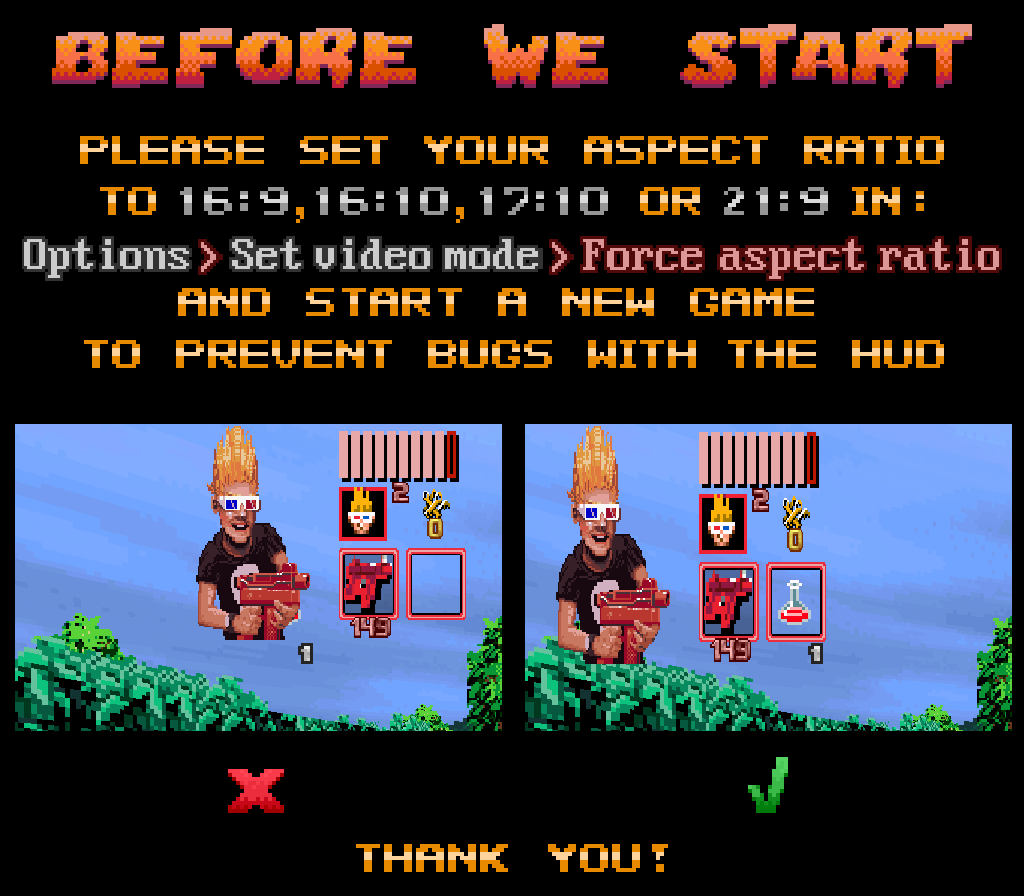 BEFORE WE START
PLEASE SET YOUR ASPECT RATIO
TO 16:9,16:10,17:10 OR 21:9 IN:
Options > Set video mode > Force aspect ratio
AND START A NEW GAME
TO PREVENT BUGS WITH THE HUD
2
2
0
0
149
149
1
1
THANK YOU!